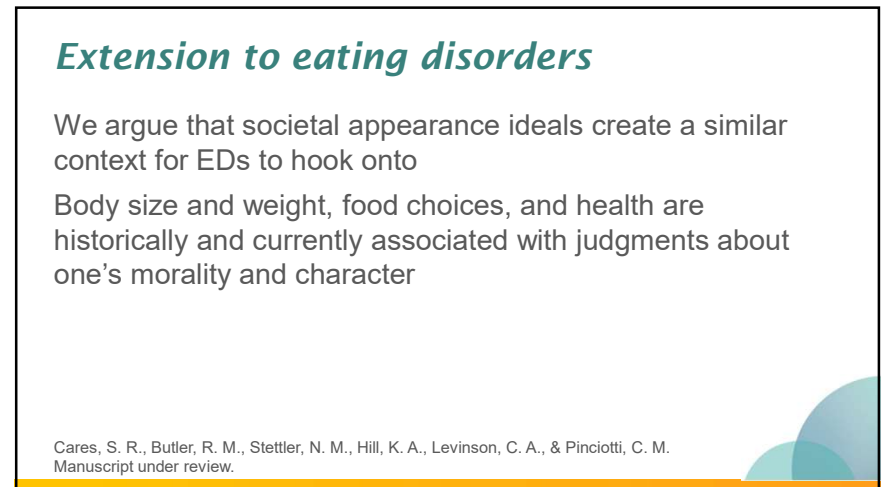 Extension to eating disorders
We argue that societal appearance ideals create a similar
context for EDs to hook onto
Body size and weight, food choices, and health are
historically and currently associated with judgments about
one's morality and character
Cares, S. R., Butler, R. M., Stettler, N. M., Hill, K. A., Levinson, C. A., & Pinciotti, C. M.
Manuscript under review.